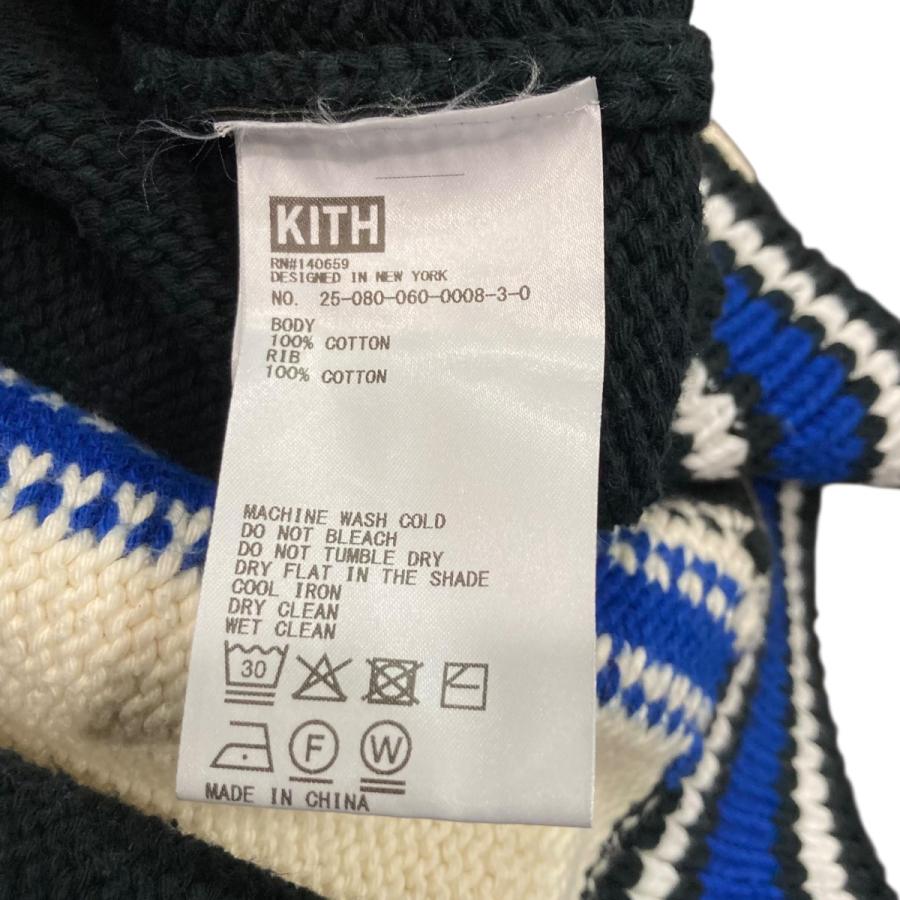 KITH
RN#140659
DESIGNED IN NEW YORK
NO. 25-080-060-0008-3-0
BODY
100% COTTON
RIB
100% COTTON
MACHINE WASH COLD
DO NOT BLEACH
DO NOT TUMBLE DRY
DRY FLAT IN THE SHADE
COOL IRON
DRY CLEAN
WET CLEAN
30
F W
MADE IN CHINA